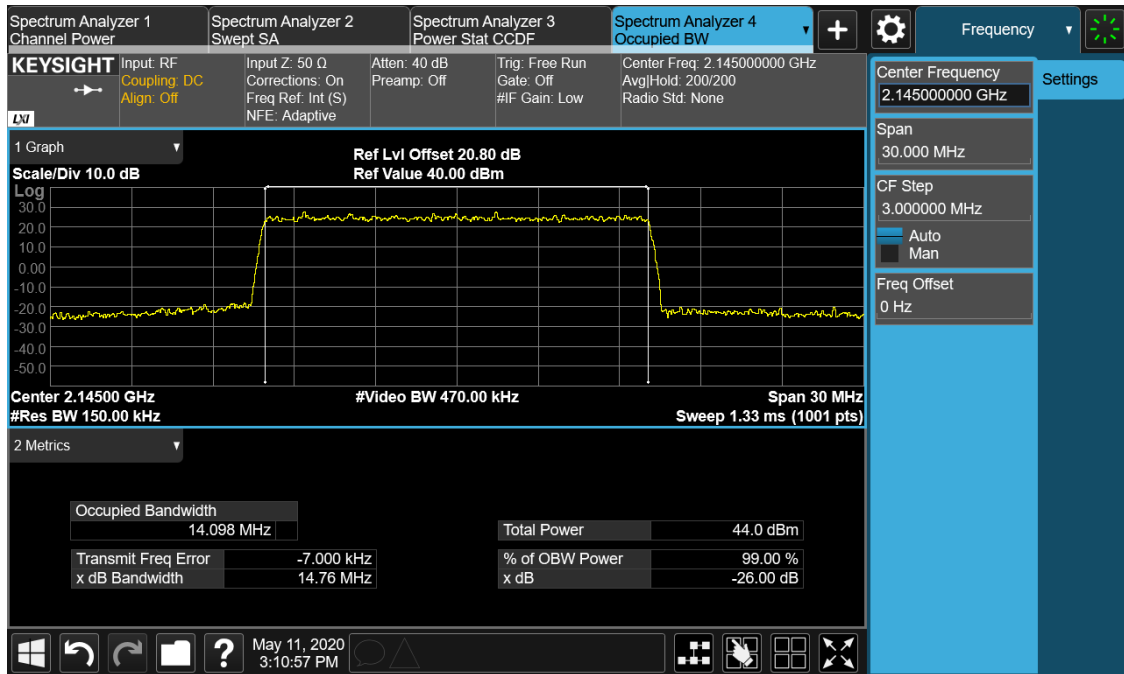 Spectrum Analyzer 1
Channel Power
Spectrum Analyzer 2
Swept SA
Spectrum Analyzer 3
Power Stat CCDF
Spectrum Analyzer 4
Occupied BW
Frequency
KEYSIGHT
LXI
Input: RF
Coupling: DC
Align: Off
Input Z: 50 Ω
Corrections: On
Freq Ref: Int (S)
NFE: Adaptive
Atten: 40 dB
Preamp: Off
Trig: Free Run
Gate: Off
#IF Gain: Low
Center Freq: 2.145000000 GHz
Avg|Hold: 200/200
Radio Std: None
Center Frequency
2.145000000 GHz
Settings
Span
30.000 MHz
CF Step
3.000000 MHz
Auto
Man
Freq Offset
0 Hz
1 Graph
Scale/Div 10.0 dB
Ref Lvl Offset 20.80 dB
Ref Value 40.00 dBm
Log
30.0
20.0
10.0
0.00
-10.0
-20.0
-30.0
-40.0
-50.0
Center 2.14500 GHz
#Res BW 150.00 kHz
#Video BW 470.00 kHz
Span 30 MHz
Sweep 1.33 ms (1001 pts)
2 Metrics
Occupied Bandwidth
14.098 MHz
Total Power 44.0 dBm
Transmit Freq Error -7.000 kHz
% of OBW Power 99.00 %
x dB Bandwidth 14.76 MHz
x dB -26.00 dB
?
May 11, 2020
3:10:57 PM